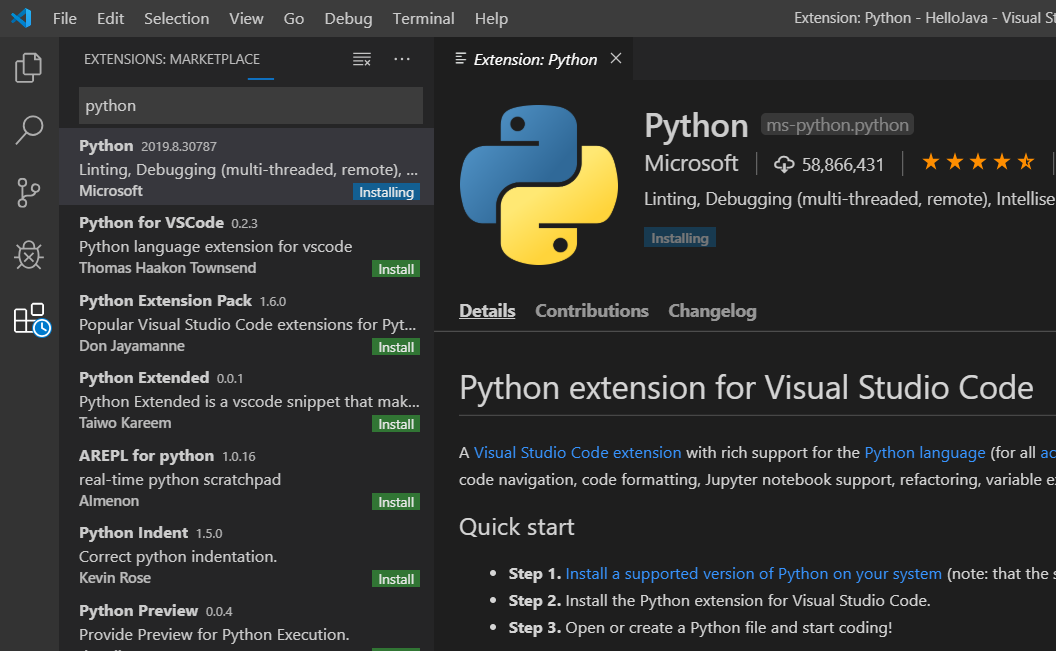 File Edit Selection View Go Debug Terminal Help Extension: Python - HelloJava - Visual
EXTENSIONS: MARKETPLACE
Extension: Python
python
Python 2019.8.30787
Linting, Debugging (multi-threaded, remote), ...
Microsoft Installing
Python for VSCode 0.2.3
Python language extension for vscode
Thomas Haakon Townsend Install
Python Extension Pack 1.6.0
Popular Visual Studio Code extensions for Pyt...
Don Jayamanne Install
Python Extended 0.0.1
Python Extended is a vscode snippet that mak...
Taiwo Kareem Install
AREPL for python 1.0.16
real-time python scratchpad
Almenon Install
Python Indent 1.5.0
Correct python indentation.
Kevin Rose Install
Python Preview 0.0.4
Provide Preview for Python Execution.
Python ms-python.python
Microsoft 58,866,431
Linting, Debugging (multi-threaded, remote), Intellise
Installing
Details Contributions Changelog
Python extension for Visual Studio Code
A Visual Studio Code extension with rich support for the Python language (for all
code navigation, code formatting, Jupyter notebook support, refactoring, variable
Quick start
• Step 1. Install a supported version of Python on your system (note: that the
• Step 2. Install the Python extension for Visual Studio Code.
• Step 3. Open or create a Python file and start coding!